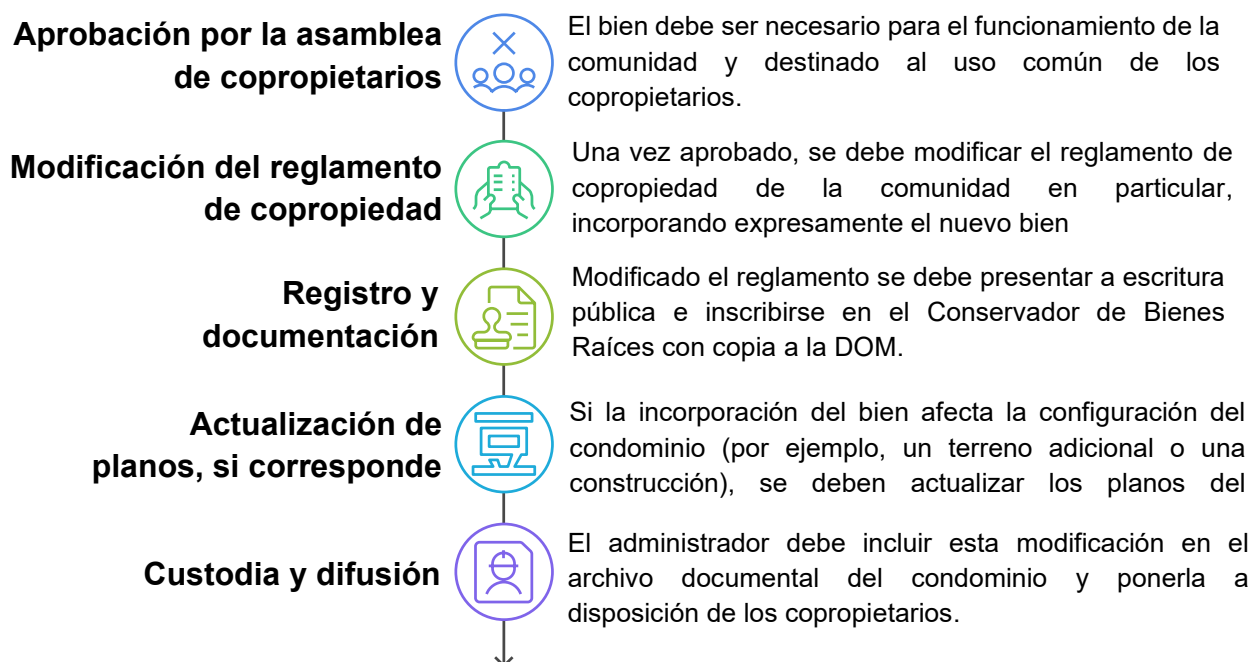 Aprobación por la asamblea
de copropietarios
El bien debe ser necesario para el funcionamiento de la
comunidad y destinado al uso común de los
copropietarios.
Modificación del reglamento
de copropiedad
Una vez aprobado, se debe modificar el reglamento de
copropiedad de la comunidad en particular,
incorporando expresamente el nuevo bien
Registro y
documentación
Modificado el reglamento se debe presentar a escritura
pública e inscribirse en el Conservador de Bienes
Raíces con copia a la DOM.
Actualización de
planos, si corresponde
Si la incorporación del bien afecta la configuración del
condominio (por ejemplo, un terreno adicional o una
construcción), se deben actualizar los planos del
Custodia y difusión
El administrador debe incluir esta modificación en el
archivo documental del condominio y ponerla a
disposición de los copropietarios.